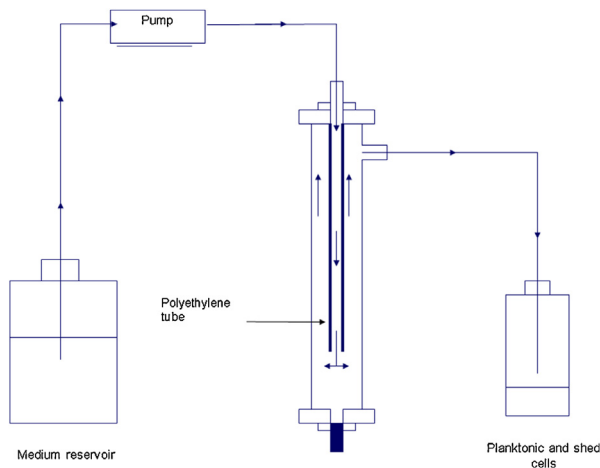 Pump
Polyethylene
tube
Medium reservoir
Planktonic and shed
cells